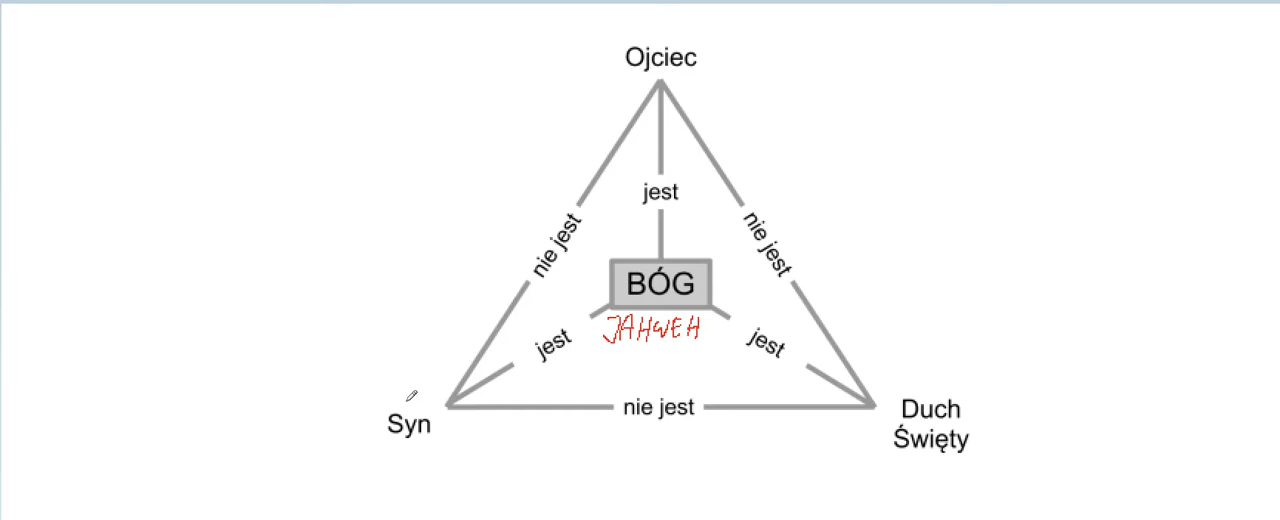 Ojciec
jest
nie jest
nie jest
BÓG
JAHWEH
jest
jest
nie jest
Syn
Duch
Święty